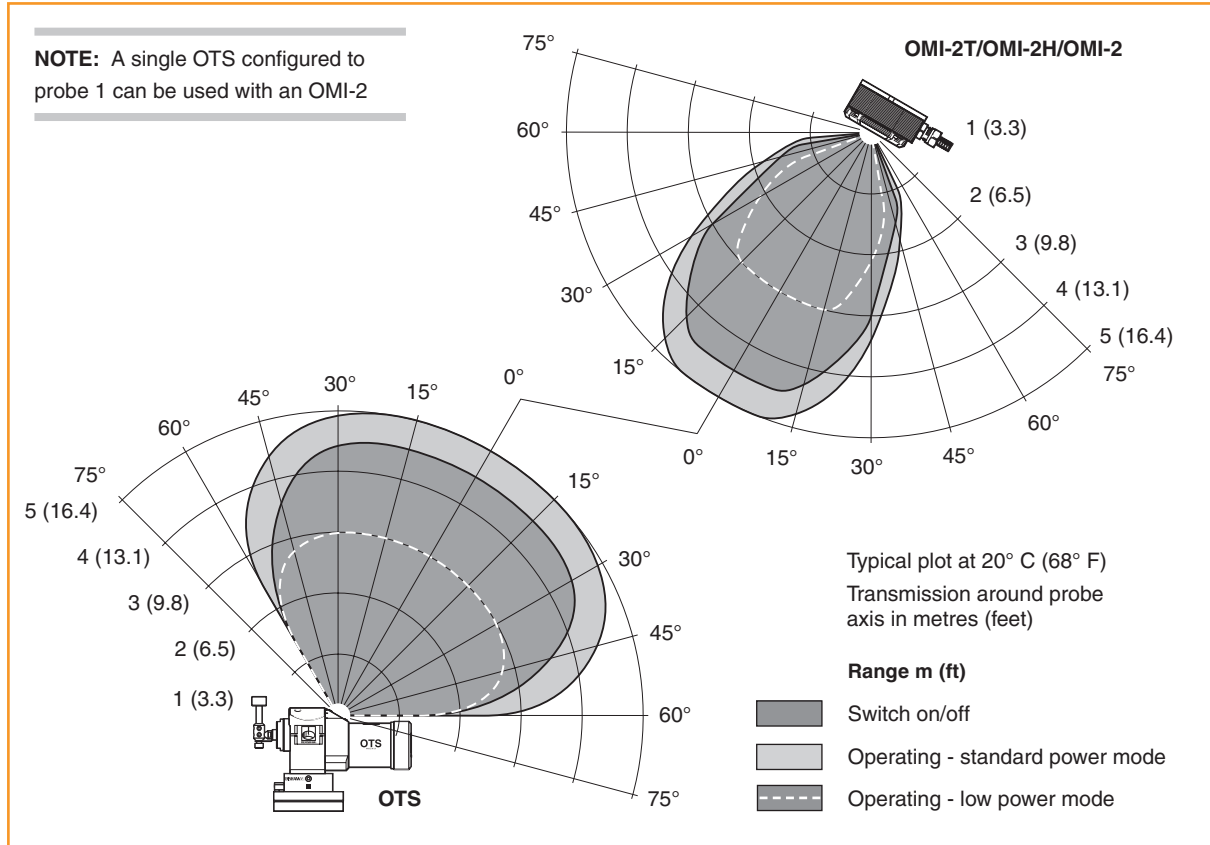 NOTE: A single OTS configured to
probe 1 can be used with an OMI-2
OMI-2T/OMI-2H/OMI-2
75°
60°
45°
30°
15°
0°
15°
30°
45°
60°
75°
1 (3.3)
2 (6.5)
3 (9.8)
4 (13.1)
5 (16.4)
75°
60°
45°
30°
15°
0°
15°
30°
45°
60°
75°
5 (16.4)
4 (13.1)
3 (9.8)
2 (6.5)
1 (3.3)
OTS
OTS
Typical plot at 20° C (68° F)
Transmission around probe
axis in metres (feet)
Range m (ft)
Switch on/off
Operating - standard power mode
Operating - low power mode